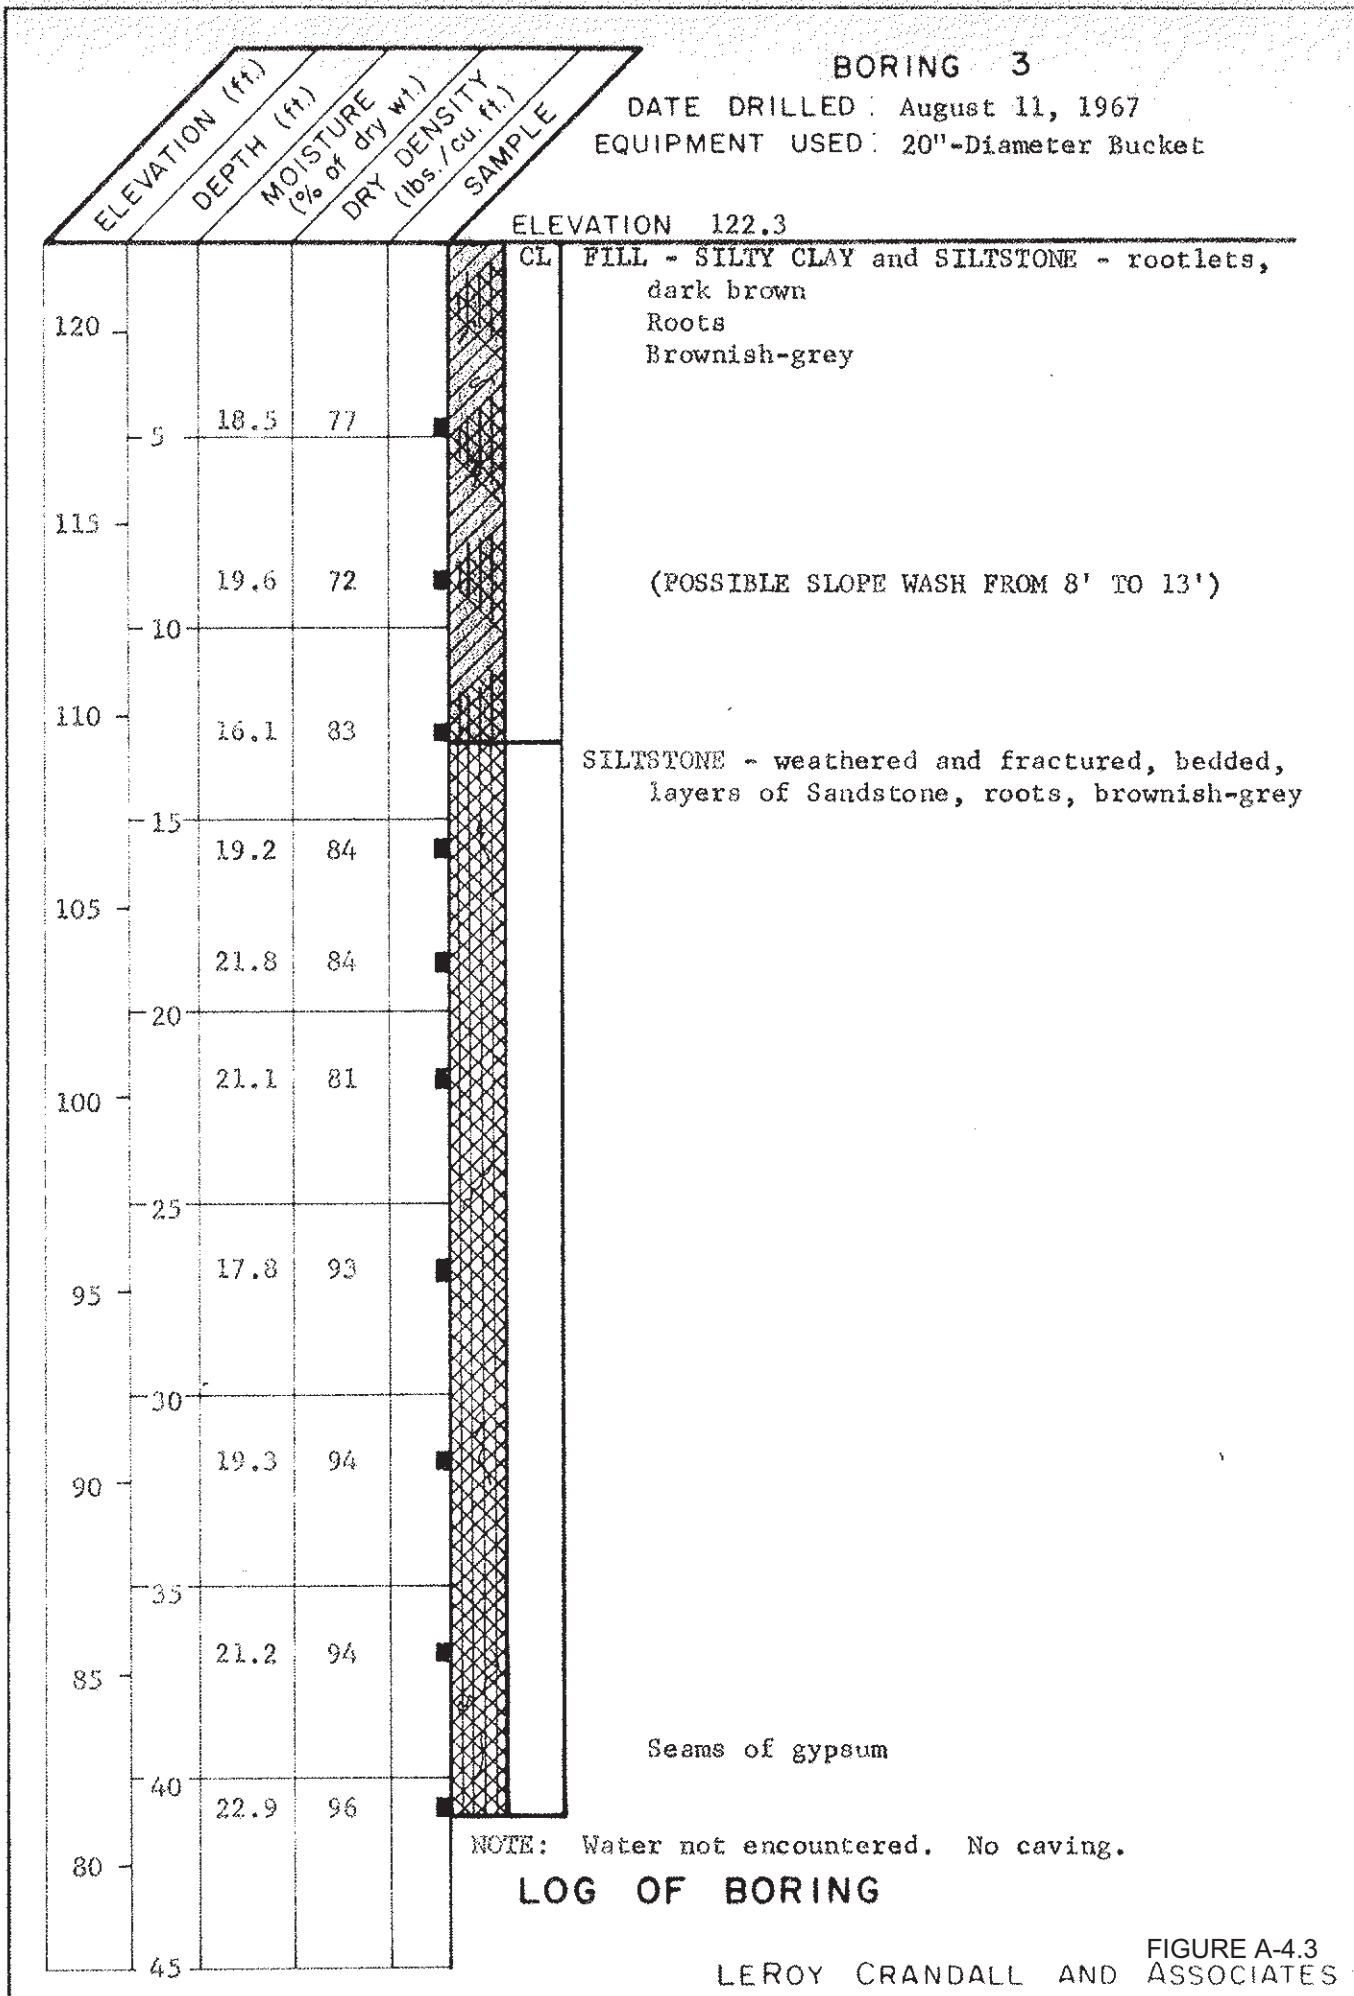 BORING 3
DATE DRILLED : August 11, 1967
EQUIPMENT USED : 20"-Diameter Bucket
ELEVATION (ft.)
DEPTH (ft.)
MOISTURE
(% of dry wt.)
DRY DENSITY
(lbs./cu. ft.)
SAMPLE
ELEVATION 122.3
CL FILL - SILTY CLAY and SILTSTONE - rootlets,
dark brown
120
Roots
Brownish-grey
18.5 77
5
115
19.6 72 (POSSIBLE SLOPE WASH FROM 8' TO 13')
10
110
16.1 83
SILTSTONE - weathered and fractured, bedded,
layers of Sandstone, roots, brownish-grey
15
19.2 84
105
21.8 84
20
21.1 81
100
25
17.8 93
95
30
19.3 94
90
35
21.2 94
85
Seams of gypsum
40
22.9 96
NOTE: Water not encountered. No caving.
80
LOG OF BORING
FIGURE A-4.3
45
LEROY CRANDALL AND ASSOCIATES